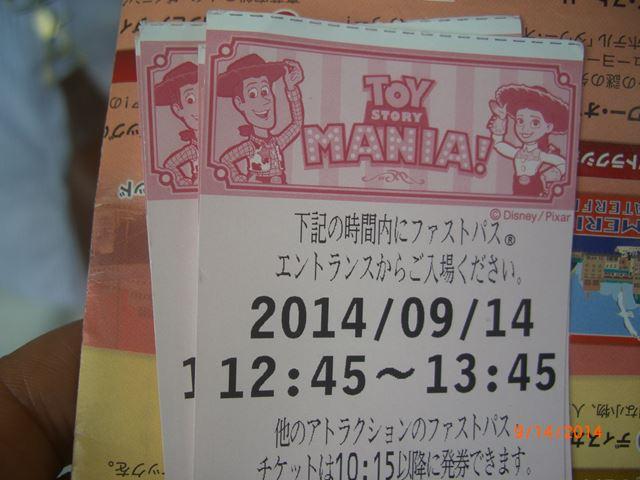 TOY
STORY
MANIA!
© Disney/Pixar
下記の時間内にファストパス®
エントランスからご入場ください。
2014/09/14
12:45～13:45
他のアトラクションのファストパス
チケットは10:15以降に発券できます。
9/14/2014